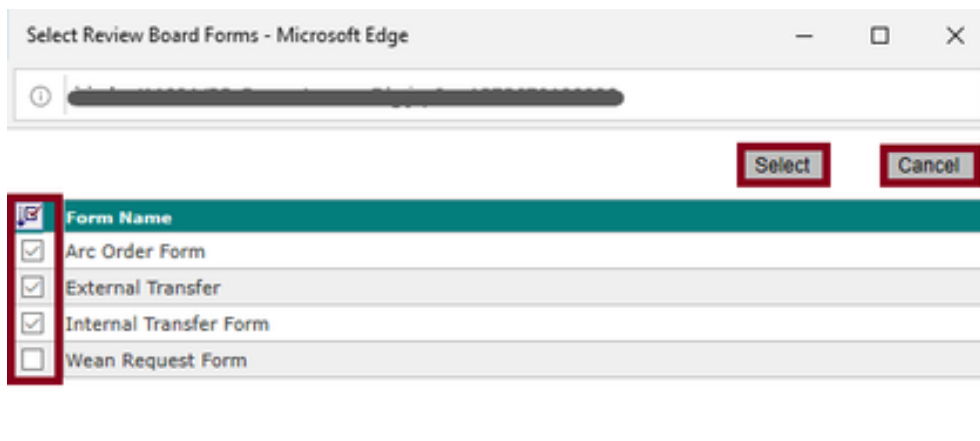 Select Review Board Forms - Microsoft Edge
Select Cancel
Form Name
Arc Order Form
External Transfer
Internal Transfer Form
Wean Request Form